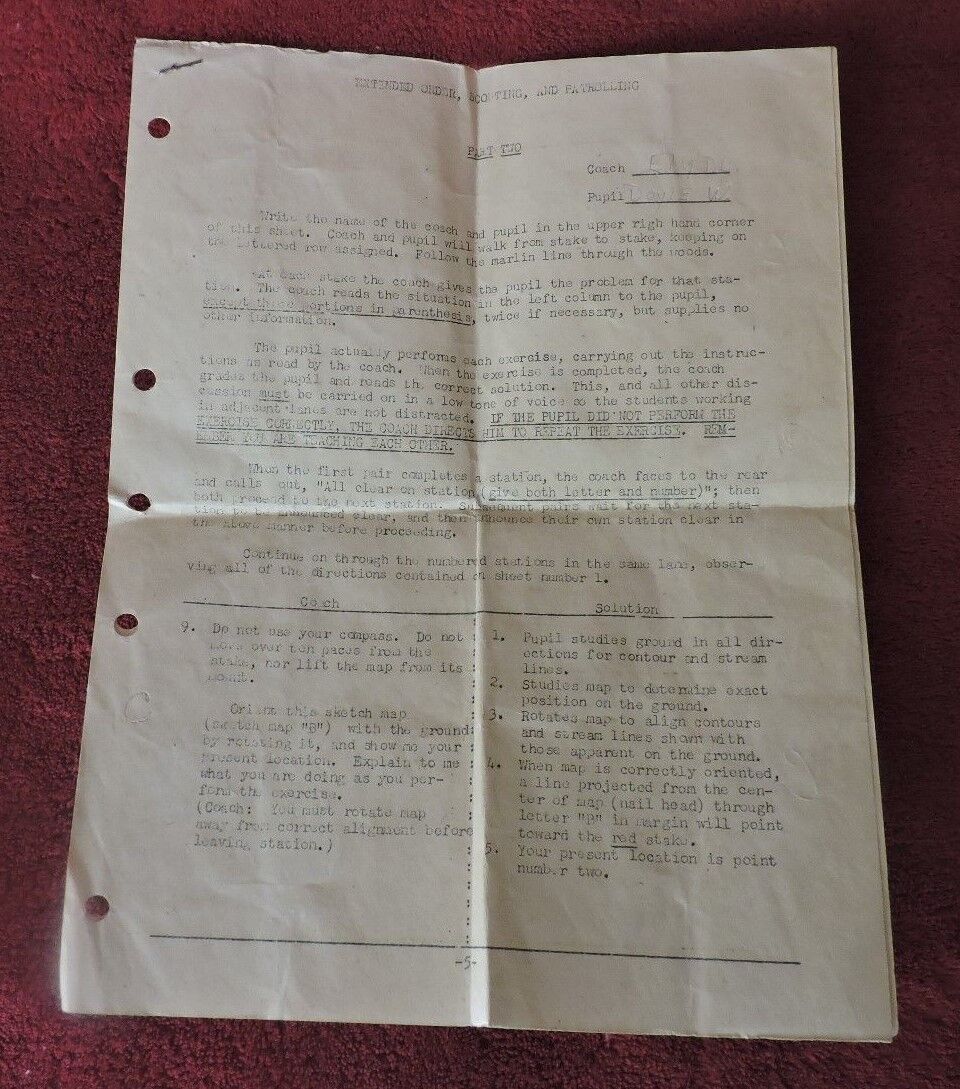 EXTENDED ORDER, SCOUTING, AND PATROLLING
PART TWO
Coach
Pupil
Write the name of the coach and pupil in the upper righ hand corner
of this sheet. Coach and pupil will walk from stake to stake, keeping on
the lettered row assigned. Follow the marlin line through the woods.
At each stake the coach gives the pupil the problem for that sta-
tion. The coach reads the situation in the left column to the pupil,
except those portions in parenthesis, twice if necessary, but supplies no
other information.
The pupil actually performs each exercise, carrying out the instruc-
tions as read by the coach. When the exercise is completed, the coach
grades the pupil and reads the correct solution. This, and all other dis-
cussion must be carried on in a low tone of voice so the students working
in adjacent lanes are not distracted. IF THE PUPIL DID NOT PERFORM THE
EXERCISE CORRECTLY, THE COACH DIRECTS HIM TO REPEAT THE EXERCISE. REM-
EMBER YOU ARE TEACHING EACH OTHER.
When the first pair completes a station, the coach faces to the rear
and calls out, "All clear on station (give both letter and number)"; then
both proceed to the next station. Subsequent pairs wait for the next sta-
tion to be announced clear, and then announce their own station clear in
the above manner before proceeding.
Continue on through the numbered stations in the same lane, obser-
ving all of the directions contained on sheet number 1.
Coach
9. Do not use your compass. Do not
move over ten paces from the
stake, nor lift the map from its
mount.
Orient this sketch map
(sketch map "B") with the ground
by rotating it, and show me your
present location. Explain to me
what you are doing as you per-
form the exercise.
(Coach: You must rotate map
away from correct alignment before
leaving station.)
Solution
1. Pupil studies ground in all dir-
ections for contour and stream
lines.
2. Studies map to determine exact
position on the ground.
3. Rotates map to align contours
and stream lines shown with
those apparent on the ground.
4. When map is correctly oriented,
a line projected from the cen-
ter of map (nail head) through
letter "B" in margin will point
toward the red stake.
5. Your present location is point
number two.
-5-